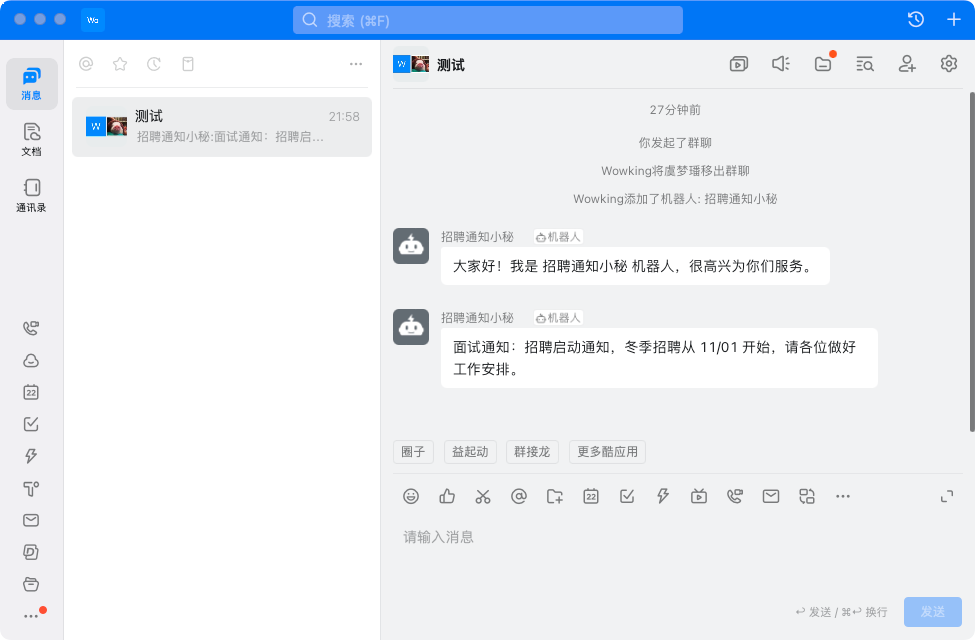 Wo
搜索 (⌘F)
消息
文档
通讯录
22
W
测试
21:58
招聘通知小秘:面试通知：招聘启…
W
测试
27分钟前
你发起了群聊
Wowking将虞梦璠移出群聊
Wowking添加了机器人: 招聘通知小秘
招聘通知小秘 机器人
大家好！我是 招聘通知小秘 机器人，很高兴为你们服务。
招聘通知小秘 机器人
面试通知：招聘启动通知，冬季招聘从 11/01 开始，请各位做好
工作安排。
圈子 益起动 群接龙 更多酷应用
22
请输入消息
↩ 发送 / ⌘↩ 换行
发送